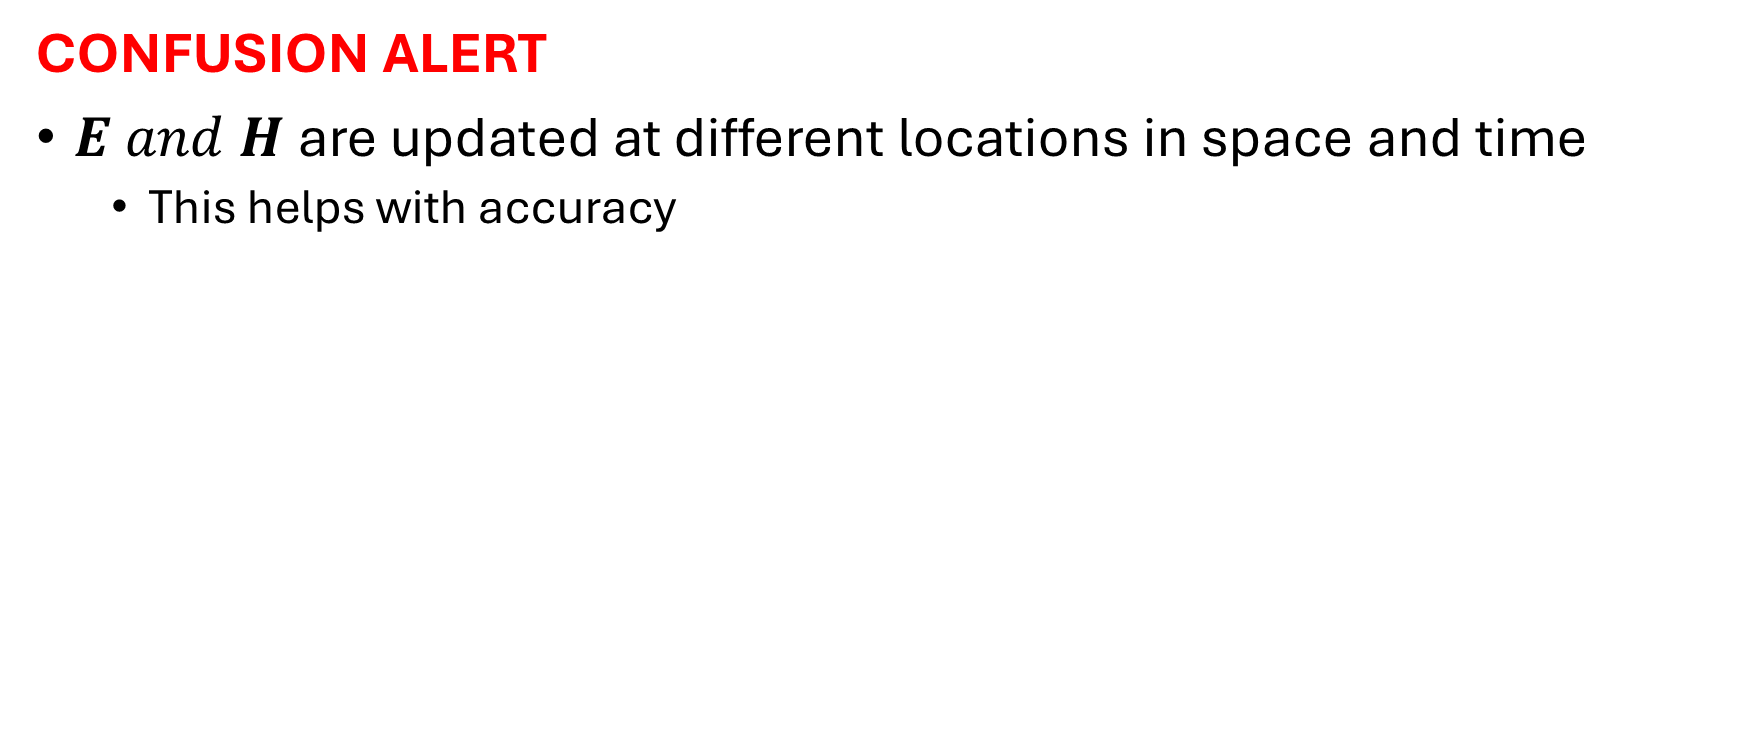 CONFUSION ALERT
• E and H are updated at different locations in space and time
• This helps with accuracy